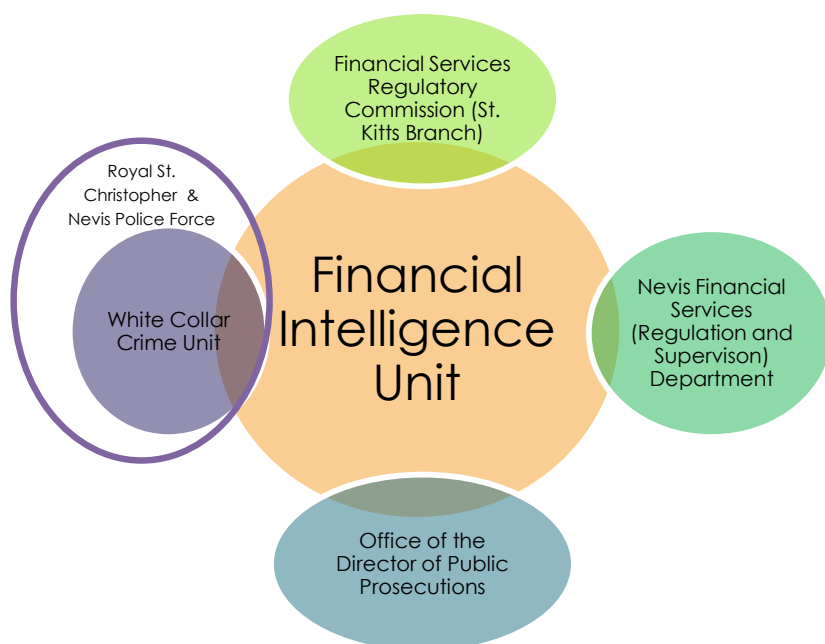 Financial Services
Regulatory
Commission (St.
Kitts Branch)
Royal St.
Christopher &
Nevis Police Force
White Collar
Crime Unit
Financial
Intelligence
Unit
Nevis Financial
Services
(Regulation and
Supervison)
Department
Office of the
Director of Public
Prosecutions